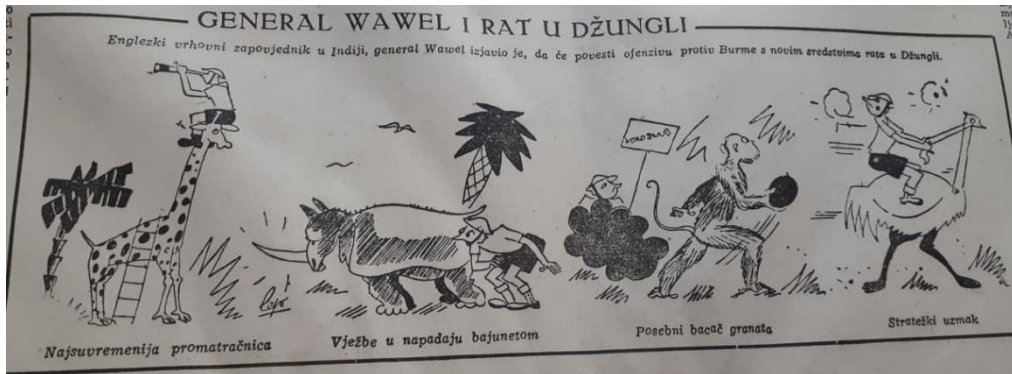 GENERAL WAWEL I RAT U DŽUNGLI
Englezki vrhovni zapovjednik u Indiji, general Wawel izjavio je, da će povesti ofenzivu protiv Burme s novim sredstvima rata u Džungli.
Najsuvremenija promatračnica
Vježbe u napadaju bajunetom
Posebni bacač granata
Strateški uzmak